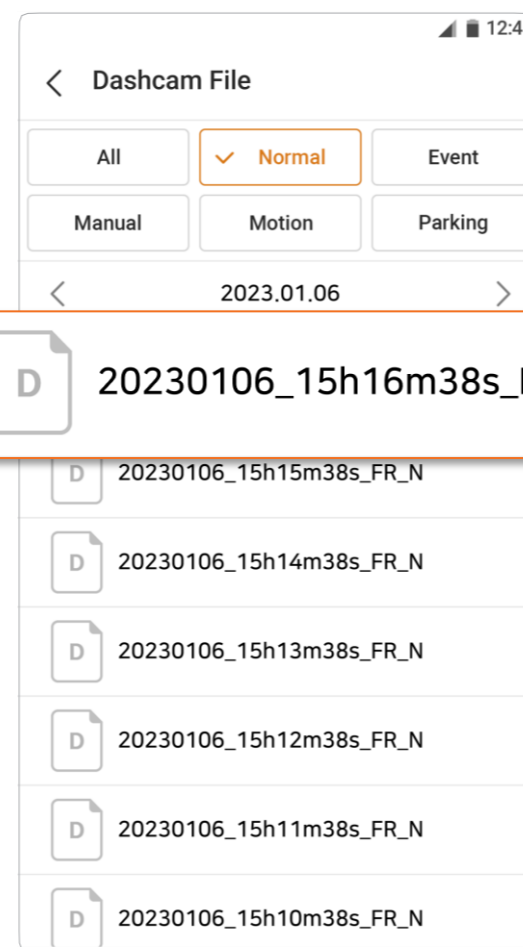 12:4
Dashcam File
All Normal Event
Manual Motion Parking
2023.01.06
D 20230106_15h16m38s_
D 20230106_15h15m38s_FR_N
D 20230106_15h14m38s_FR_N
D 20230106_15h13m38s_FR_N
D 20230106_15h12m38s_FR_N
D 20230106_15h11m38s_FR_N
D 20230106_15h10m38s_FR_N